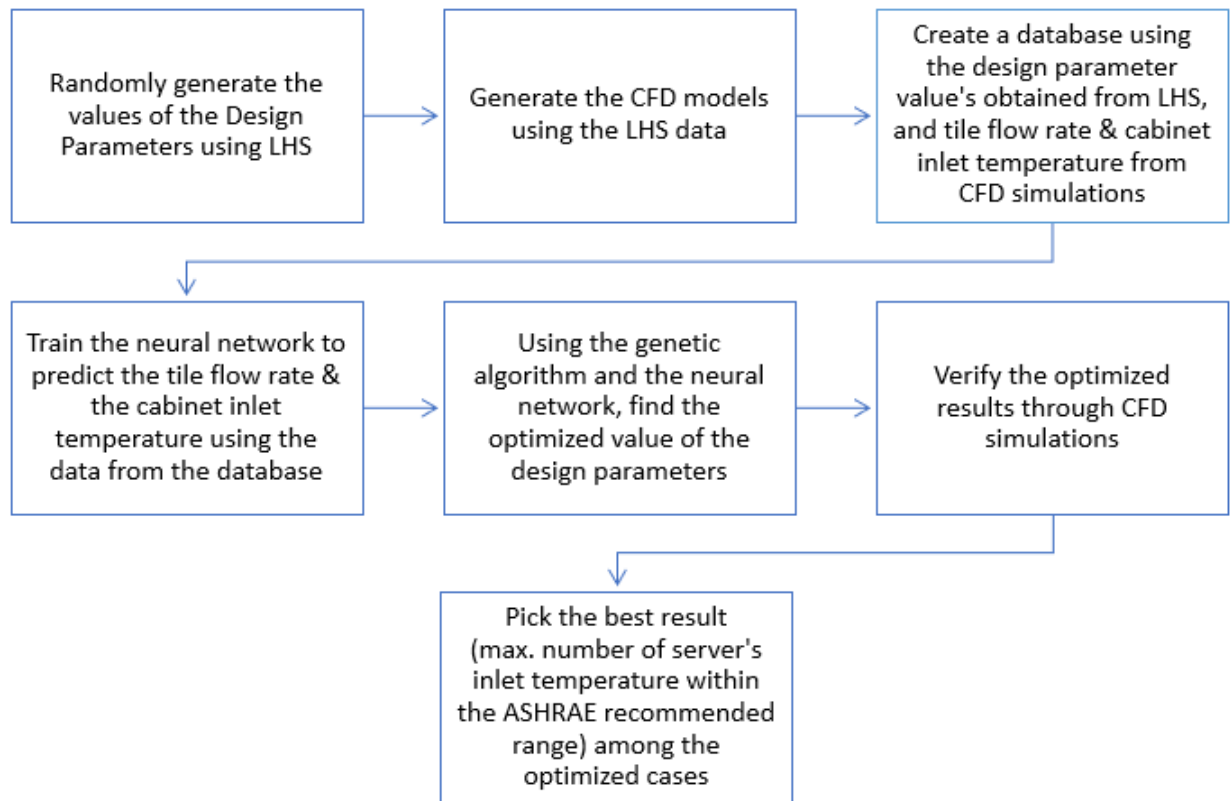 Randomly generate the
values of the Design
Parameters using LHS
Generate the CFD models
using the LHS data
Create a database using
the design parameter
value's obtained from LHS,
and tile flow rate & cabinet
inlet temperature from
CFD simulations
Train the neural network to
predict the tile flow rate &
the cabinet inlet
temperature using the
data from the database
Using the genetic
algorithm and the neural
network, find the
optimized value of the
design parameters
Verify the optimized
results through CFD
simulations
Pick the best result
(max. number of server's
inlet temperature within
the ASHRAE recommended
range) among the
optimized cases